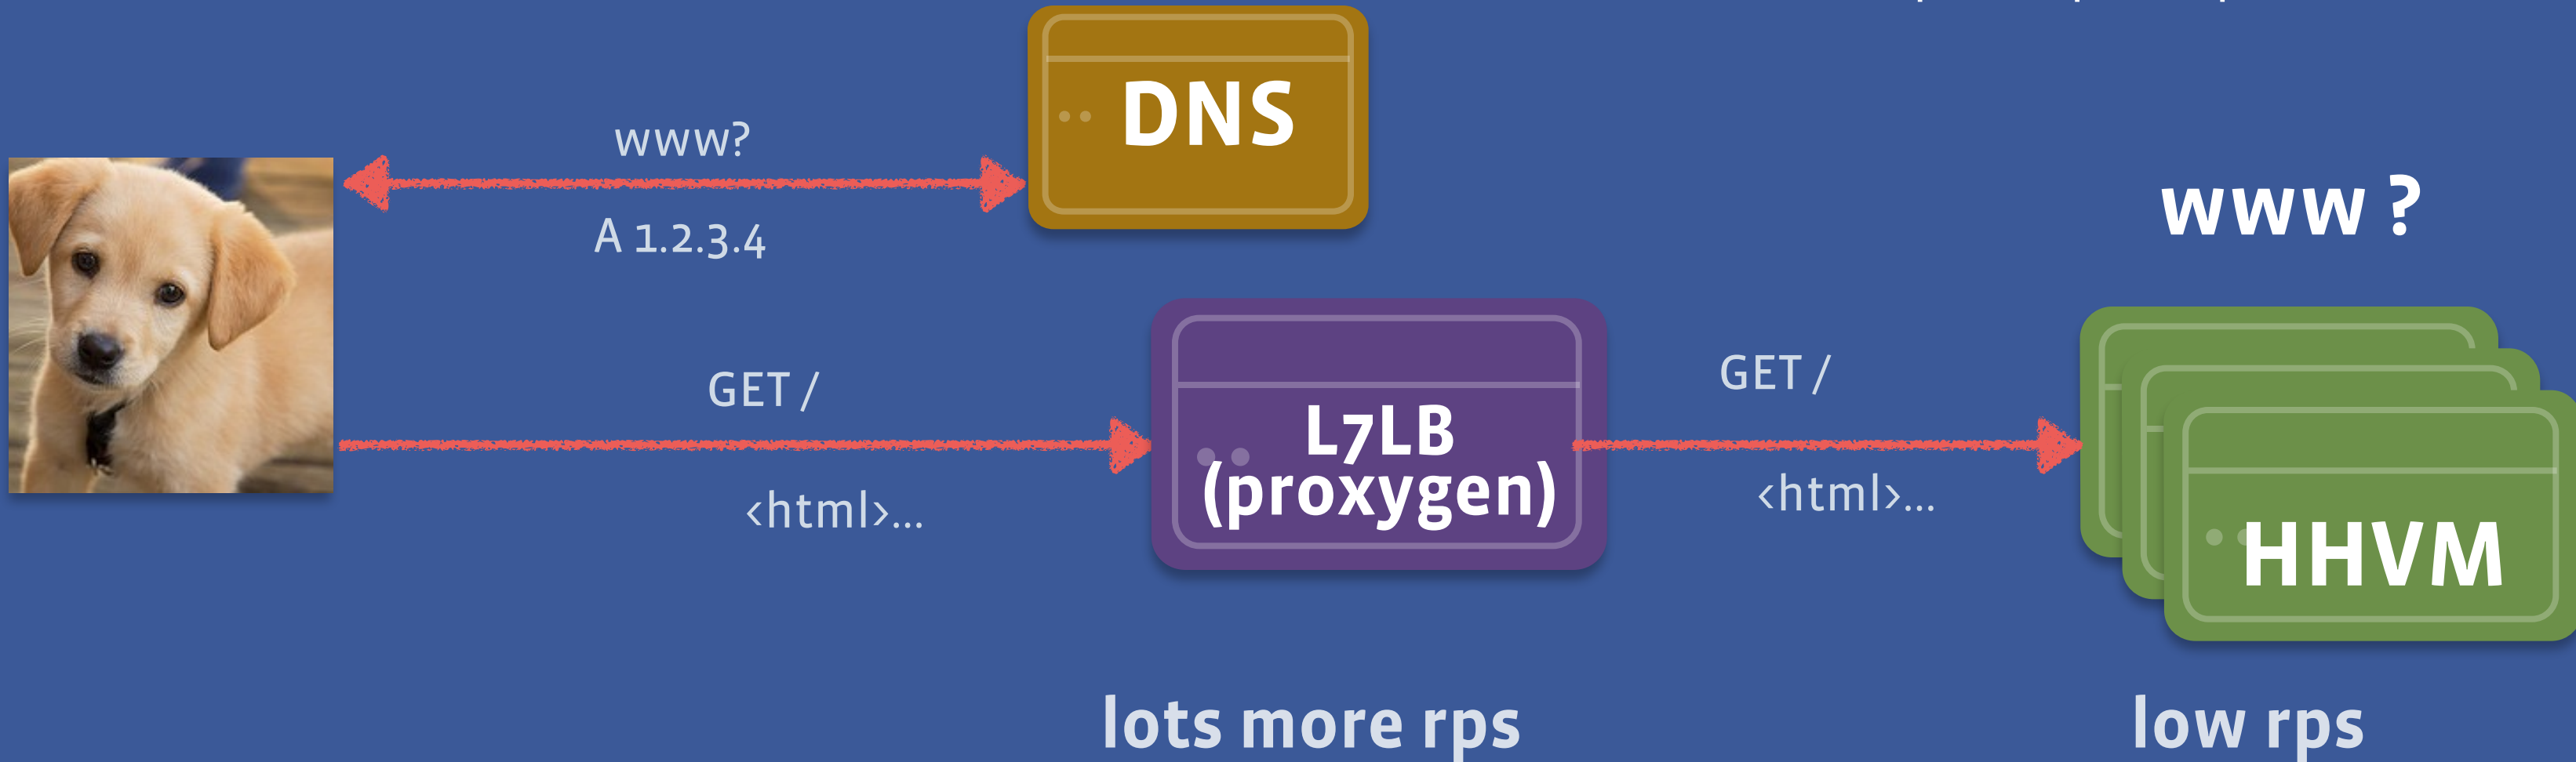 DNS
www?
A 1.2.3.4
www ?
GET /
<html>...
L7LB
(proxygen)
GET /
<html>...
HHVM
lots more rps
low rps